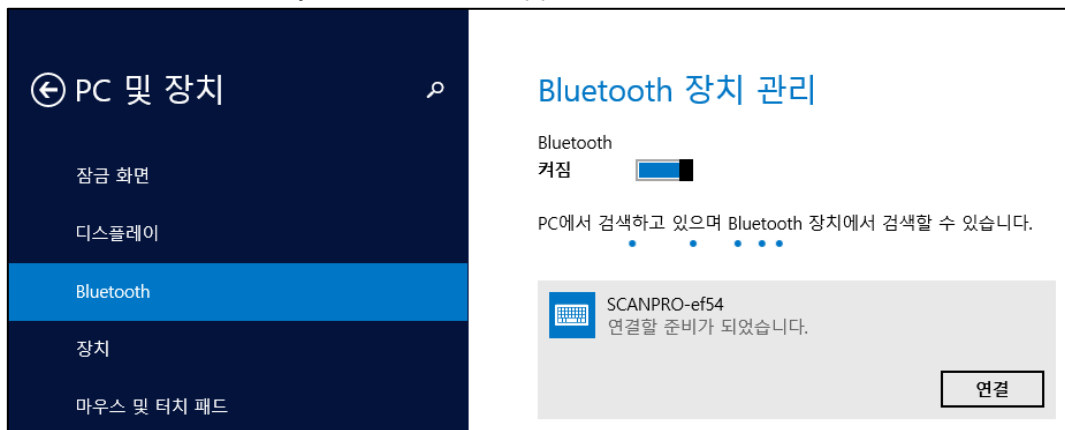 PC 및 장치
잠금 화면
디스플레이
Bluetooth
장치
마우스 및 터치 패드
Bluetooth 장치 관리
Bluetooth
켜짐
PC에서 검색하고 있으며 Bluetooth 장치에서 검색할 수 있습니다.
SCANPRO-ef54
연결할 준비가 되었습니다.
연결